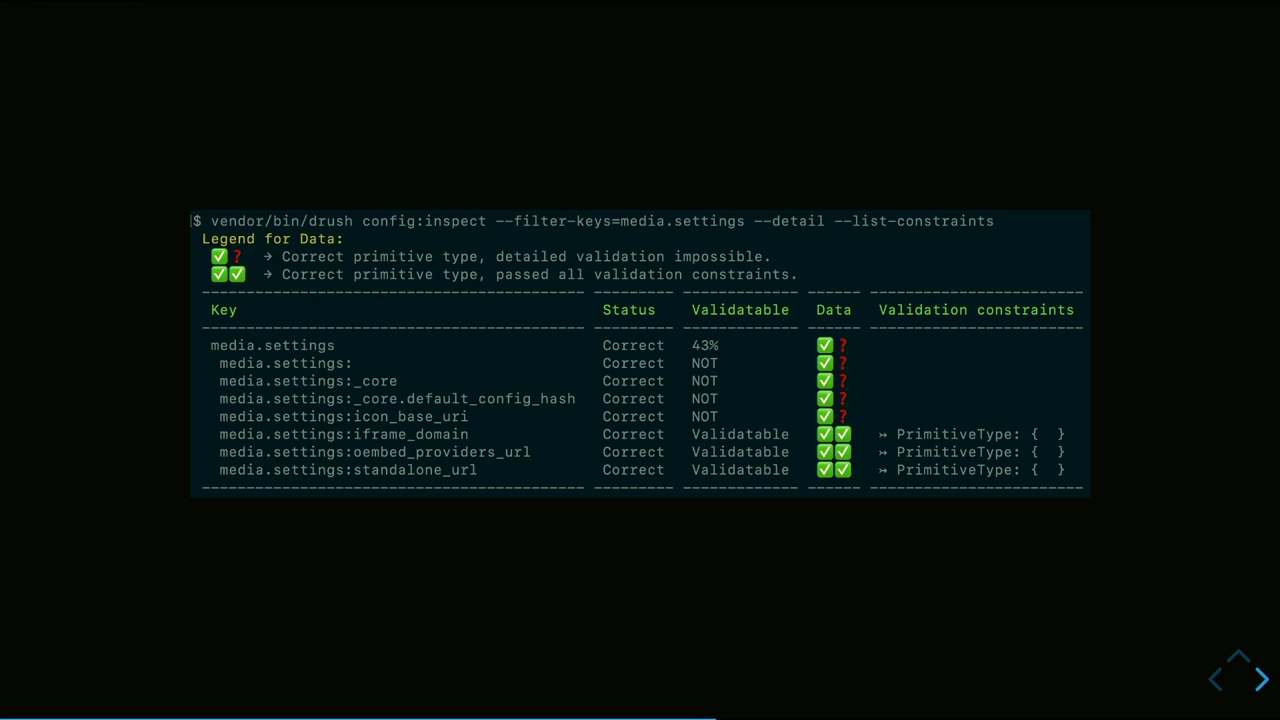 $ vendor/bin/drush config:inspect --filter-keys=media.settings --detail --list-constraints
Legend for Data:
✅❓ → Correct primitive type, detailed validation impossible.
✅✅ → Correct primitive type, passed all validation constraints.
Key Status Validatable Data Validation constraints
media.settings Correct 43% ✅❓
media.settings: Correct NOT ✅❓
media.settings:_core Correct NOT ✅❓
media.settings:_core.default_config_hash Correct NOT ✅❓
media.settings:icon_base_uri Correct NOT ✅❓
media.settings:iframe_domain Correct Validatable ✅✅ ↣ PrimitiveType: {  }
media.settings:oembed_providers_url Correct Validatable ✅✅ ↣ PrimitiveType: {  }
media.settings:standalone_url Correct Validatable ✅✅ ↣ PrimitiveType: {  }